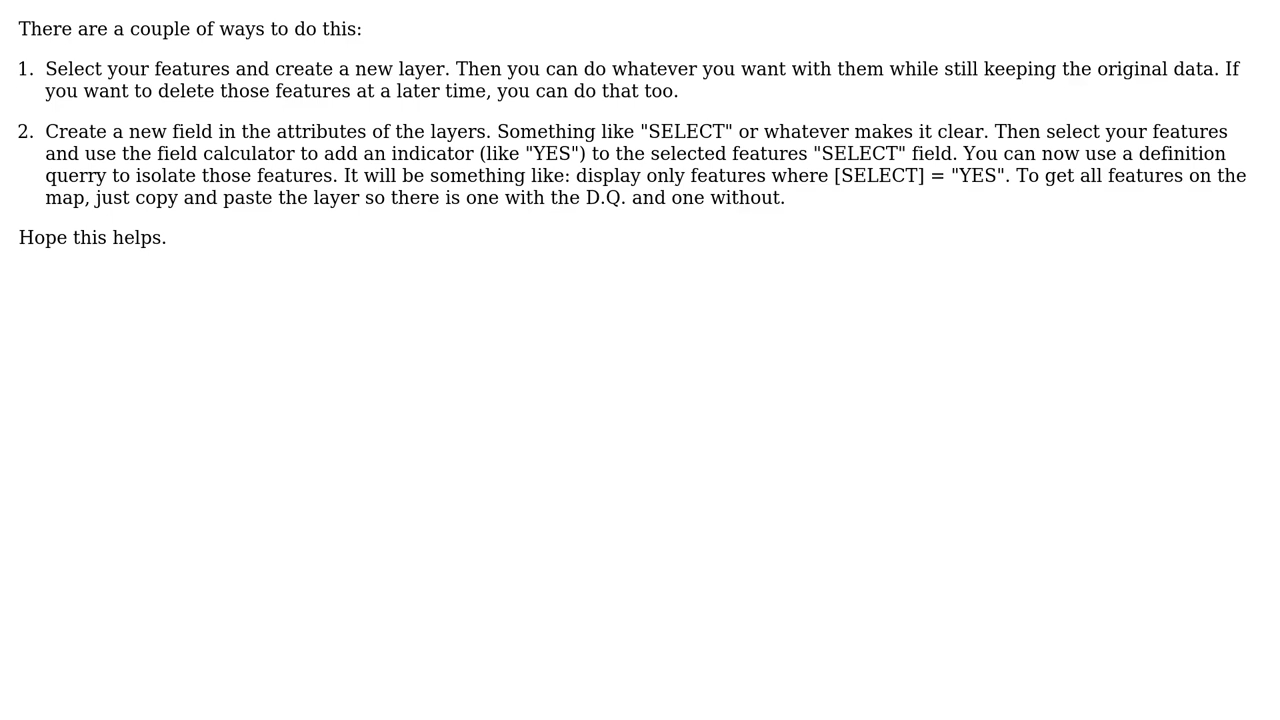 There are a couple of ways to do this:
1. Select your features and create a new layer. Then you can do whatever you want with them while still keeping the original data. If
you want to delete those features at a later time, you can do that too.
2. Create a new field in the attributes of the layers. Something like "SELECT" or whatever makes it clear. Then select your features
and use the field calculator to add an indicator (like "YES") to the selected features "SELECT" field. You can now use a definition
querry to isolate those features. It will be something like: display only features where [SELECT] = "YES". To get all features on the
map, just copy and paste the layer so there is one with the D.Q. and one without.
Hope this helps.